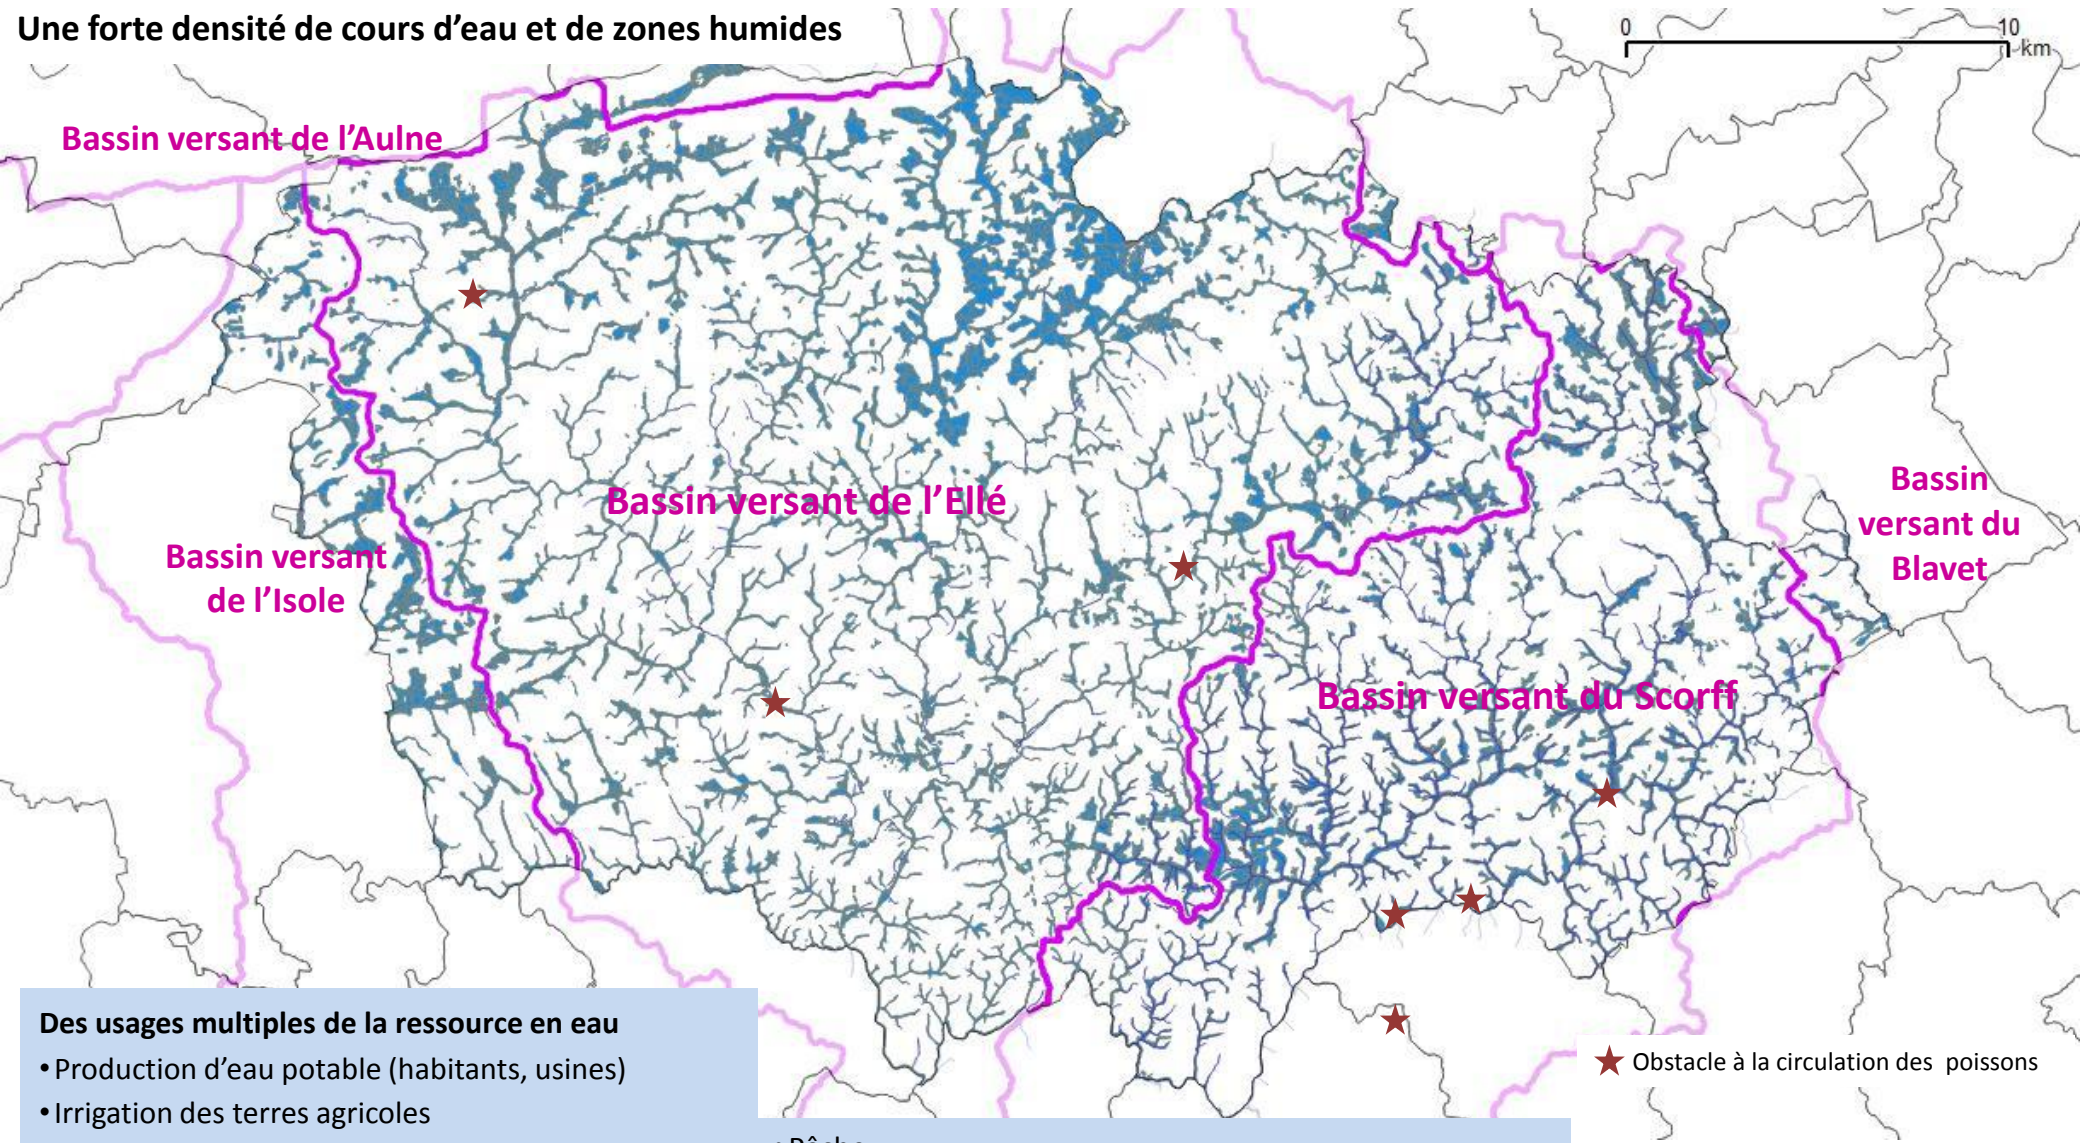 Une forte densité de cours d'eau et de zones humides
0 10
km
Bassin versant de l'Aulne
Bassin versant de l'Ellé
Bassin
versant du
Blavet
Bassin versant
de l'Isole
Bassin versant du Scorff
Des usages multiples de la ressource en eau
•Production d'eau potable (habitants, usines)
•Irrigation des terres agricoles
Obstacle à la circulation des poissons